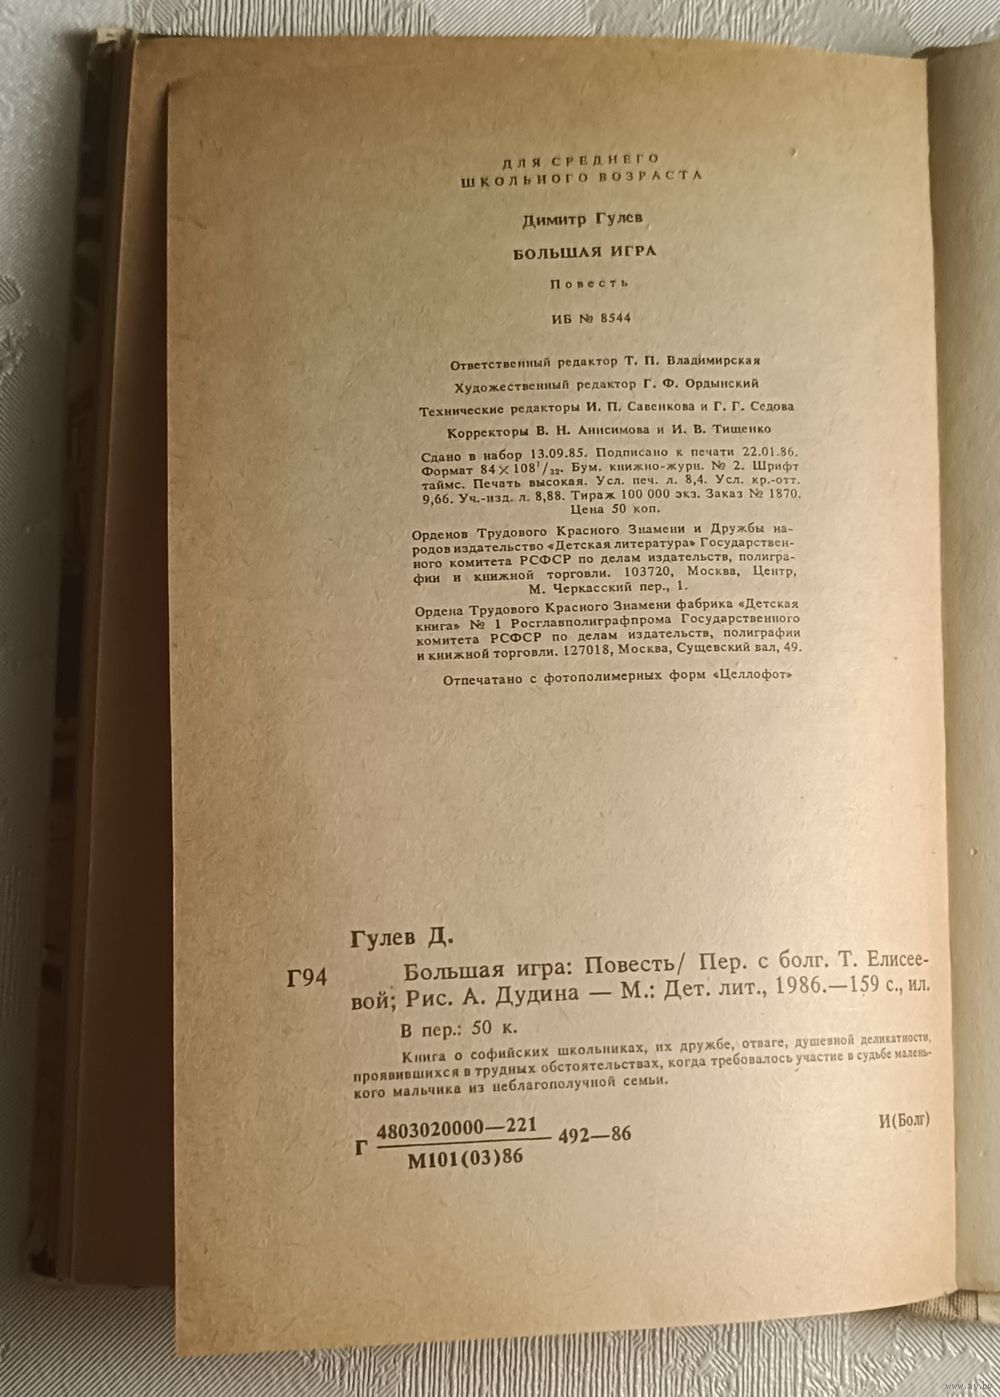 ДЛЯ СРЕДНЕГО
ШКОЛЬНОГО ВОЗРАСТА
Димитр Гулев
БОЛЬШАЯ ИГРА
Повесть
ИБ № 8544
Ответственный редактор Т. П. Владимирская
Художественный редактор Г. Ф. Ордынский
Технические редакторы И. П. Савенкова и Г. Г. Седова
Корректоры В. Н. Анисимова и И. В. Тищенко
Сдано в набор 13.09.85. Подписано к печати 22.01.86.
Формат 84×108¹/₃₂. Бум. книжно-журн. № 2. Шрифт
таймс. Печать высокая. Усл. печ. л. 8,4. Усл. кр.-отт.
9,66. Уч.-изд. л. 8,88. Тираж 100 000 экз. Заказ № 1870.
Цена 50 коп.
Орденов Трудового Красного Знамени и Дружбы на-
родов издательство «Детская литература» Государствен-
ного комитета РСФСР по делам издательств, полигра-
фии и книжной торговли. 103720, Москва, Центр,
М. Черкасский пер., 1.
Ордена Трудового Красного Знамени фабрика «Детская
книга» № 1 Росглавполиграфпрома Государственного
комитета РСФСР по делам издательств, полиграфии
и книжной торговли. 127018, Москва, Сущевский вал, 49.
Отпечатано с фотополимерных форм «Целлофот»
Гулев Д.
Г94 Большая игра: Повесть/ Пер. с болг. Т. Елисее-
вой; Рис. А. Дудина — М.: Дет. лит., 1986.—159 с., ил.
В пер.: 50 к.
Книга о софийских школьниках, их дружбе, отваге, душевной деликатности,
проявившихся в трудных обстоятельствах, когда требовалось участие в судьбе малень-
кого мальчика из неблагополучной семьи.
Г 4803020000—221 492—86
М101(03)86
И(Болг)
www.ay.by